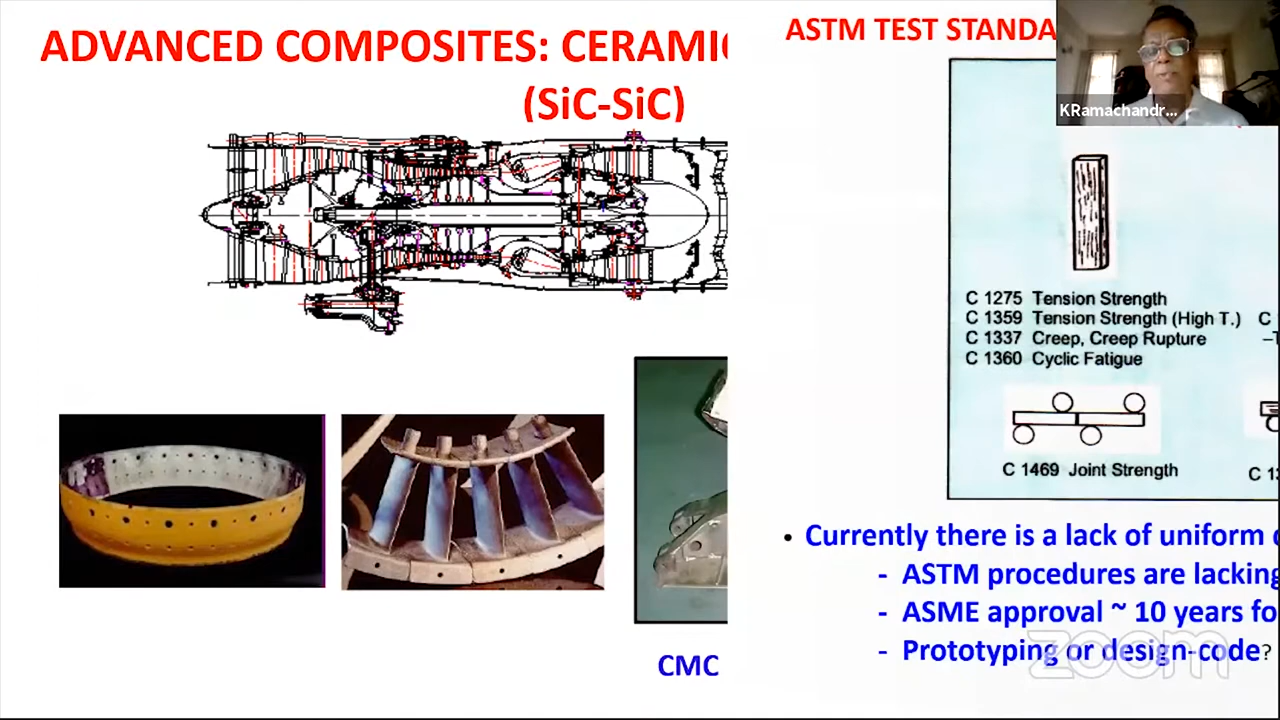 ADVANCED COMPOSITES: CERAMI
(SiC-SiC)
CMC
ASTM TEST STANDA
KRamachandr...
C 1275 Tension Strength
C 1359 Tension Strength (High T.) C
C 1337 Creep, Creep Rupture
C 1360 Cyclic Fatigue
C 1469 Joint Strength
• Currently there is a lack of uniform
- ASTM procedures are lacking
- ASME approval ~ 10 years fo
- Prototyping or design-code?
zoom